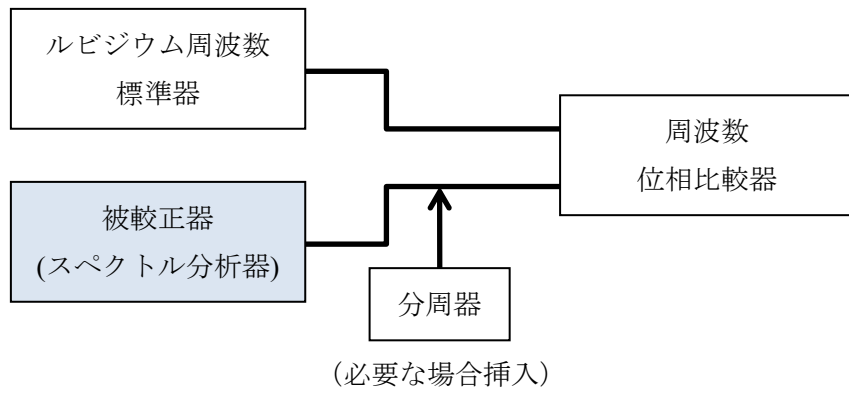 ルビジウム周波数
標準器
周波数
位相比較器
被較正器
(スペクトル分析器)
分周器
（必要な場合挿入）